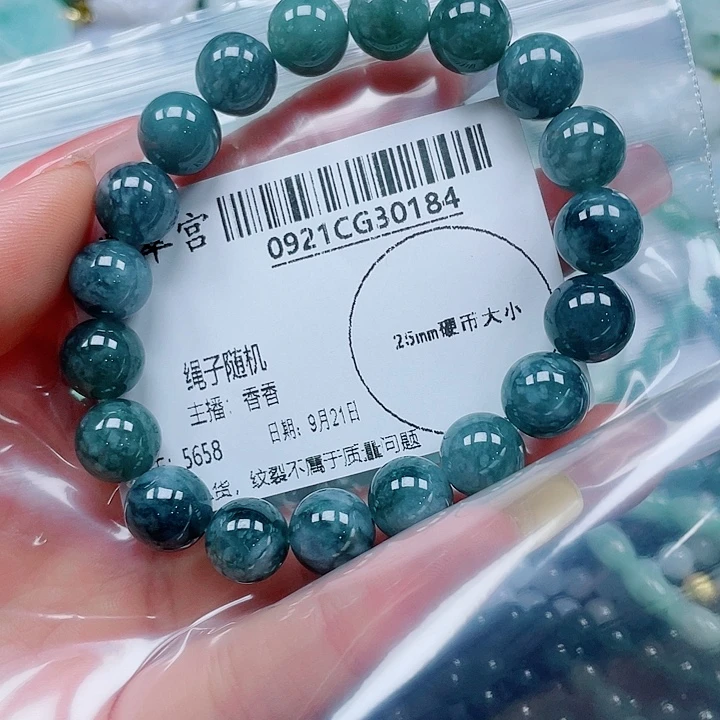 宫
0921CG30184
25mm硬币大小
绳子随机
主播：香香
日期：9月21日
：5658
货，纹裂不属于质量问题